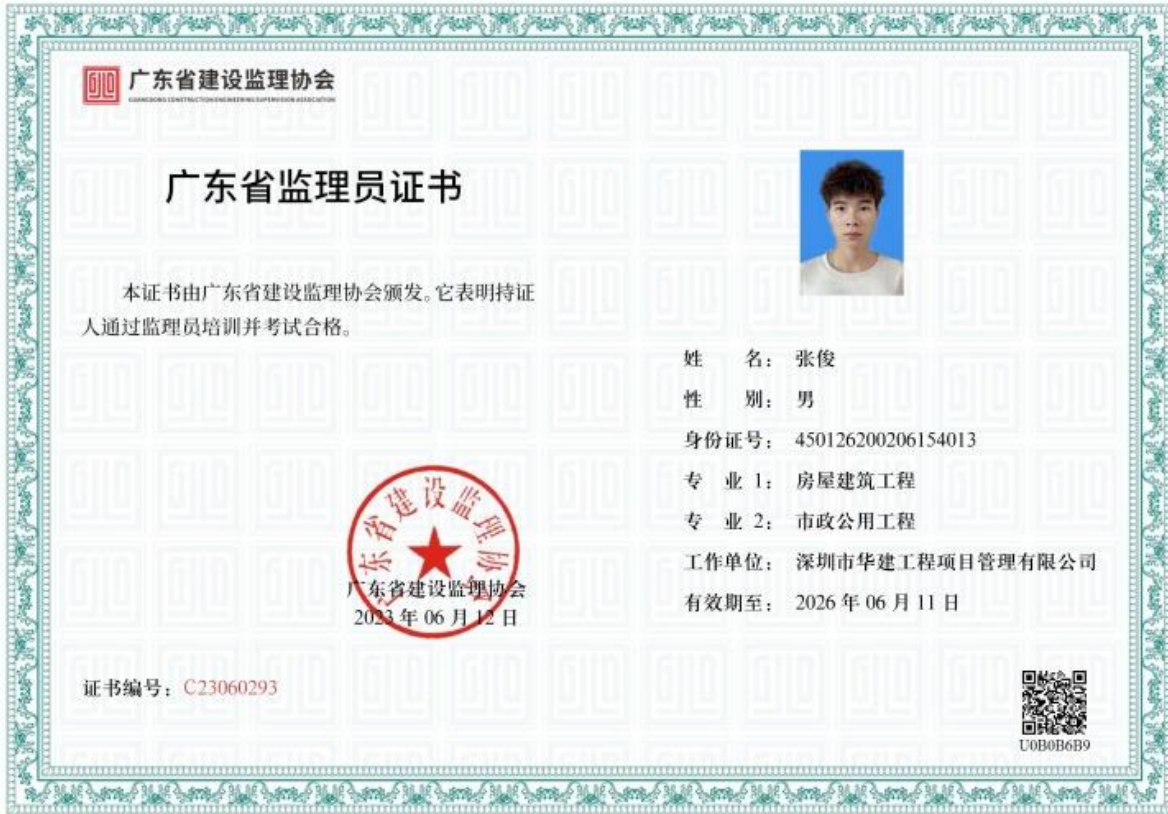 广东省建设监理协会
GUANGDONG CONSTRUCTION ENGINEERING SUPERVISION ASSOCIATION
广东省监理员证书
本证书由广东省建设监理协会颁发。它表明持证
人通过监理员培训并考试合格。
姓 名： 张俊
性 别： 男
身份证号： 450126200206154013
专 业 1： 房屋建筑工程
专 业 2： 市政公用工程
工作单位： 深圳市华建工程项目管理有限公司
有效期至： 2026 年 06 月 11 日
广东省建设监理协会
广东省建设监理协会
2023 年 06 月 12 日
证书编号：C23060293
U0B0B6B9